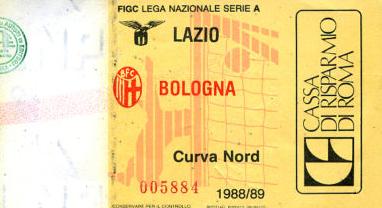 FIGC LEGA NAZIONALE SERIE A
LAZIO
BFC
BOLOGNA
Curva Nord
005884
1988/89
CONSERVARE PER IL CONTROLLO
CASSA
DI RISPARMIO
DI ROMA